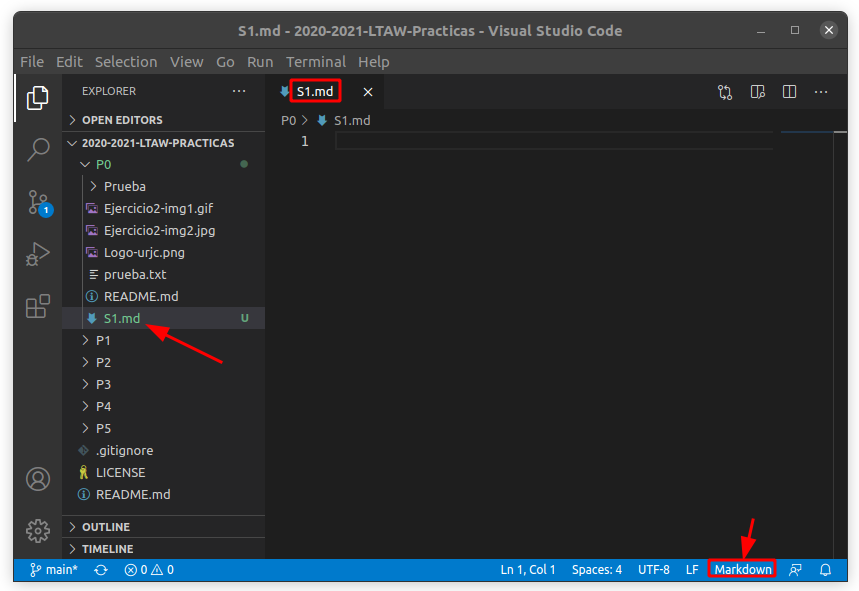 S1.md - 2020-2021-LTAW-Practicas - Visual Studio Code
File Edit Selection View Go Run Terminal Help
EXPLORER
S1.md
OPEN EDITORS
P0 > S1.md
2020-2021-LTAW-PRACTICAS
1
P0
Prueba
Ejercicio2-img1.gif
Ejercicio2-img2.jpg
Logo-urjc.png
prueba.txt
README.md
S1.md U
P1
P2
P3
P4
P5
.gitignore
LICENSE
README.md
OUTLINE
TIMELINE
1
main* 0 0 Ln 1, Col 1 Spaces: 4 UTF-8 LF Markdown